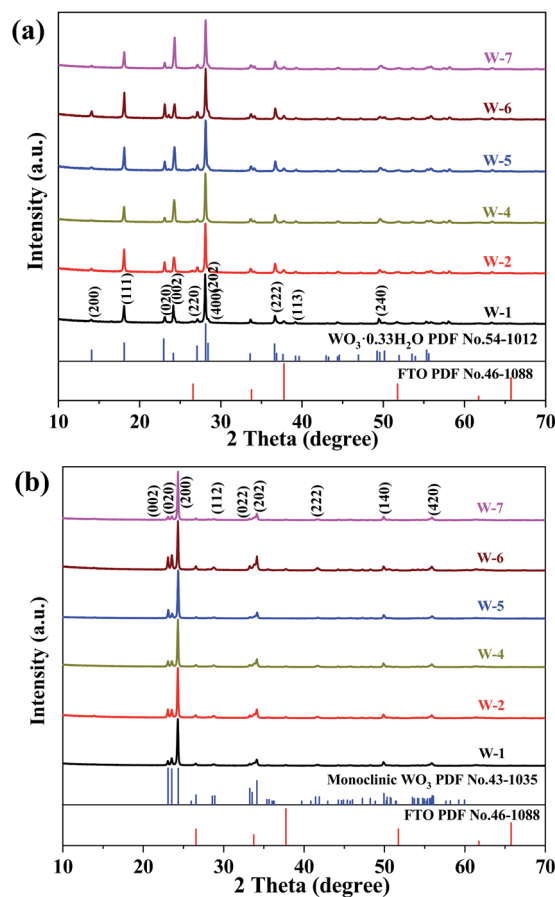 (a)
W-7
W-6
W-5
W-4
W-2
W-1
(200)
(111)
(020)
(002)
(220)
(400)
(202)
(222)
(113)
(240)
WO₃·0.33H₂O PDF No.54-1012
FTO PDF No.46-1088
Intensity (a.u.)
10 20 30 40 50 60 70
2 Theta (degree)
(b)
(002)
(020)
(200)
(112)
(022)
(202)
(222)
(140)
(420)
W-7
W-6
W-5
W-4
W-2
W-1
Monoclinic WO₃ PDF No.43-1035
FTO PDF No.46-1088
Intensity (a.u.)
10 20 30 40 50 60 70
2 Theta (degree)